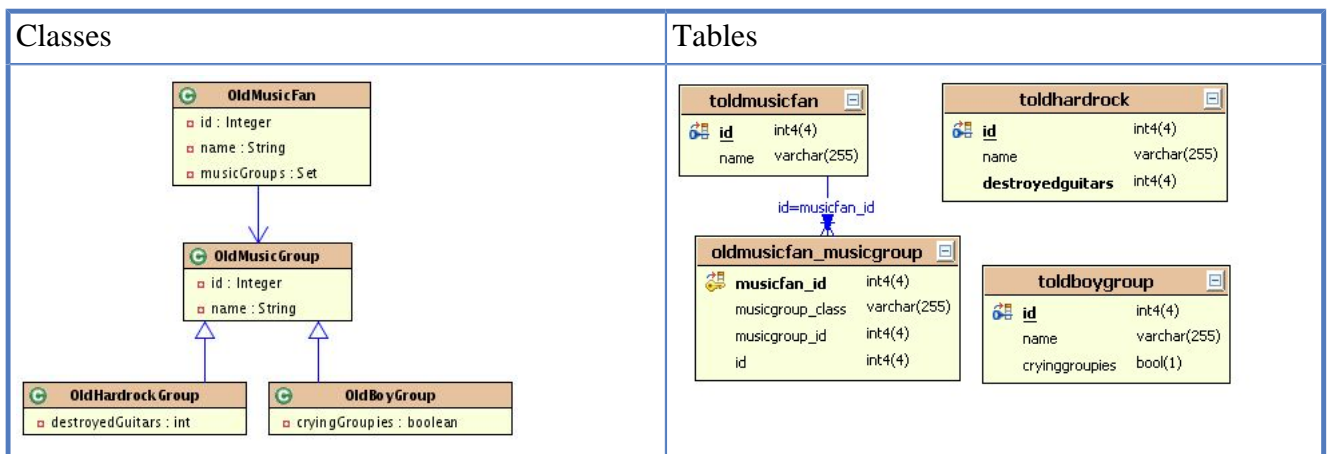 Classes
Tables
OldMusicFan
id : Integer
name : String
musicGroups : Set
OldMusicGroup
id : Integer
name : String
OldHardrockGroup
destroyedGuitars : int
OldBoyGroup
cryingGroupies : boolean
toldmusicfan
id int4(4)
name varchar(255)
id=musicfan_id
oldmusicfan_musicgroup
musicfan_id int4(4)
musicgroup_class varchar(255)
musicgroup_id int4(4)
id int4(4)
toldhardrock
id int4(4)
name varchar(255)
destroyedguitars int4(4)
toldboygroup
id int4(4)
name varchar(255)
cryinggroupies bool(1)